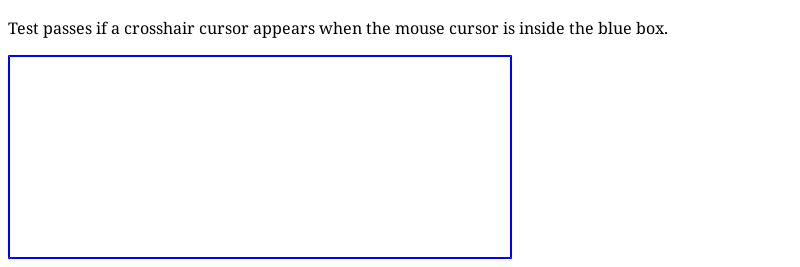 Test passes if a crosshair cursor appears when the mouse cursor is inside the blue box.